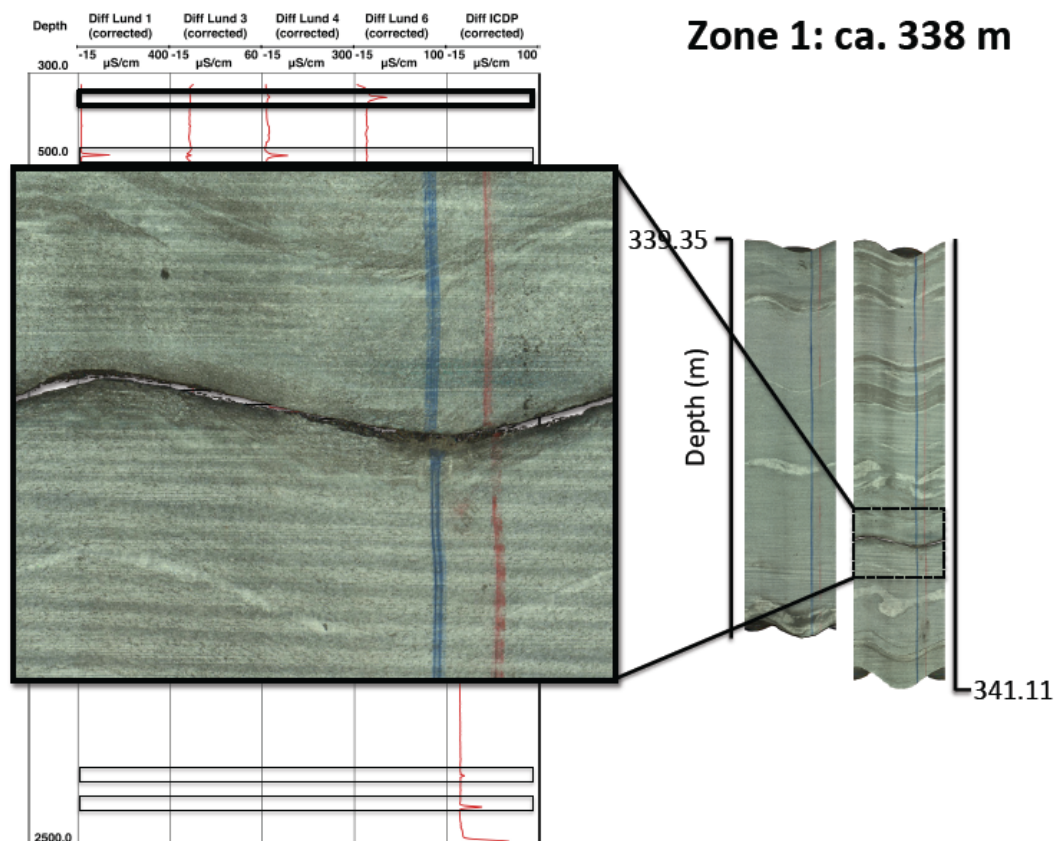 Zone 1: ca. 338 m
Depth
Diff Lund 1
(corrected)
Diff Lund 3
(corrected)
Diff Lund 4
(corrected)
Diff Lund 6
(corrected)
Diff ICDP
(corrected)
-15 µS/cm 400
-15 µS/cm 60
-15 µS/cm 300
-15 µS/cm 100
-15 µS/cm 100
300.0
500.0
339.35
Depth (m)
341.11
2500.0